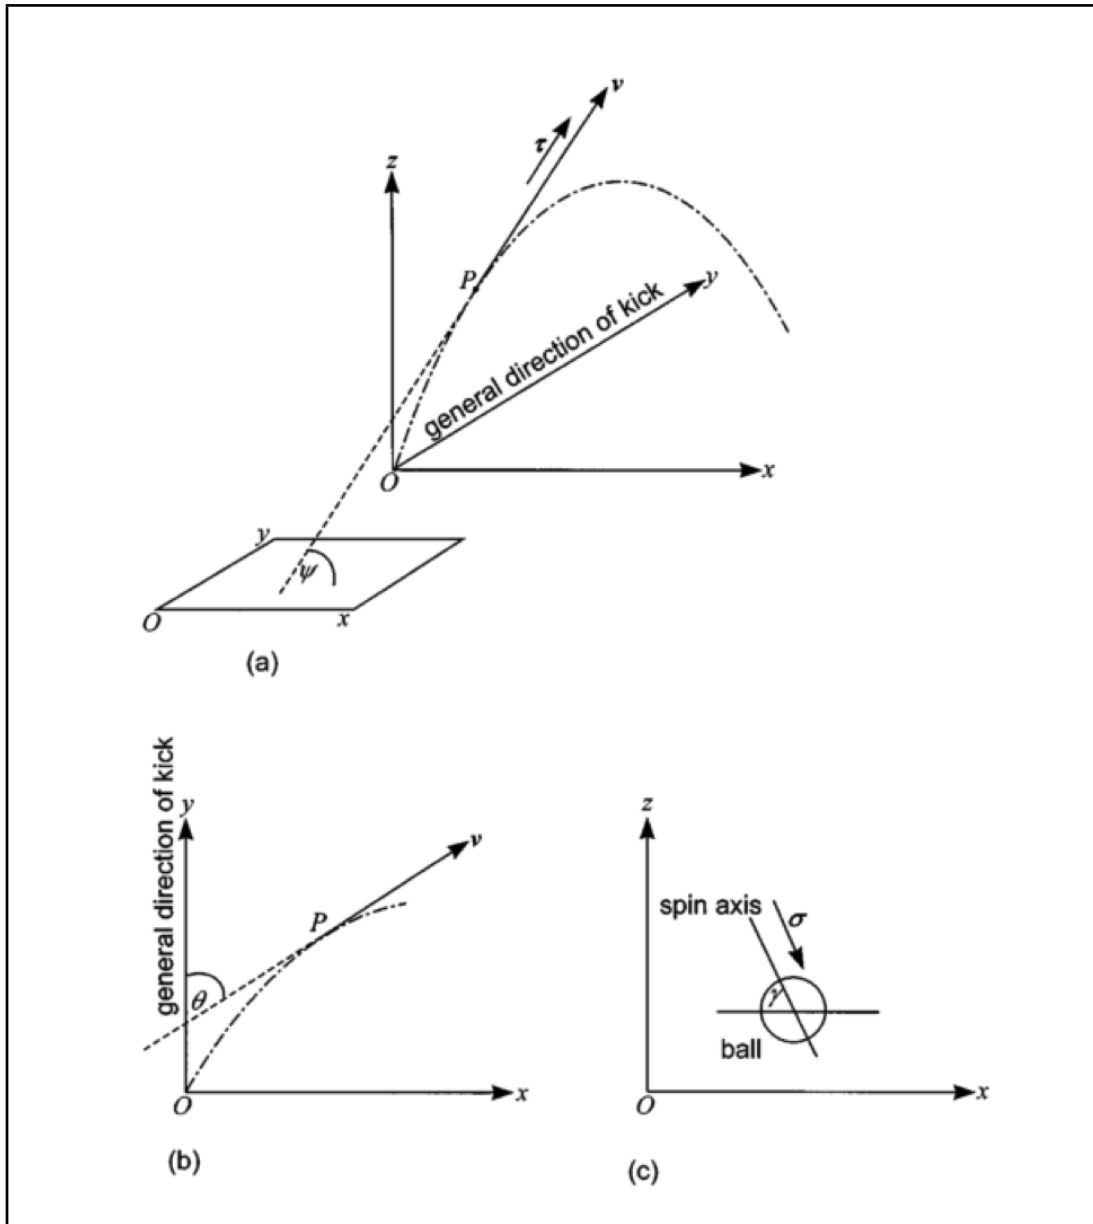 v
τ
z
P
y
general direction of kick
O
x
y
ψ
O
x
(a)
general direction of kick
y
v
P
θ
O
x
(b)
z
spin axis
σ
γ
ball
O
x
(c)